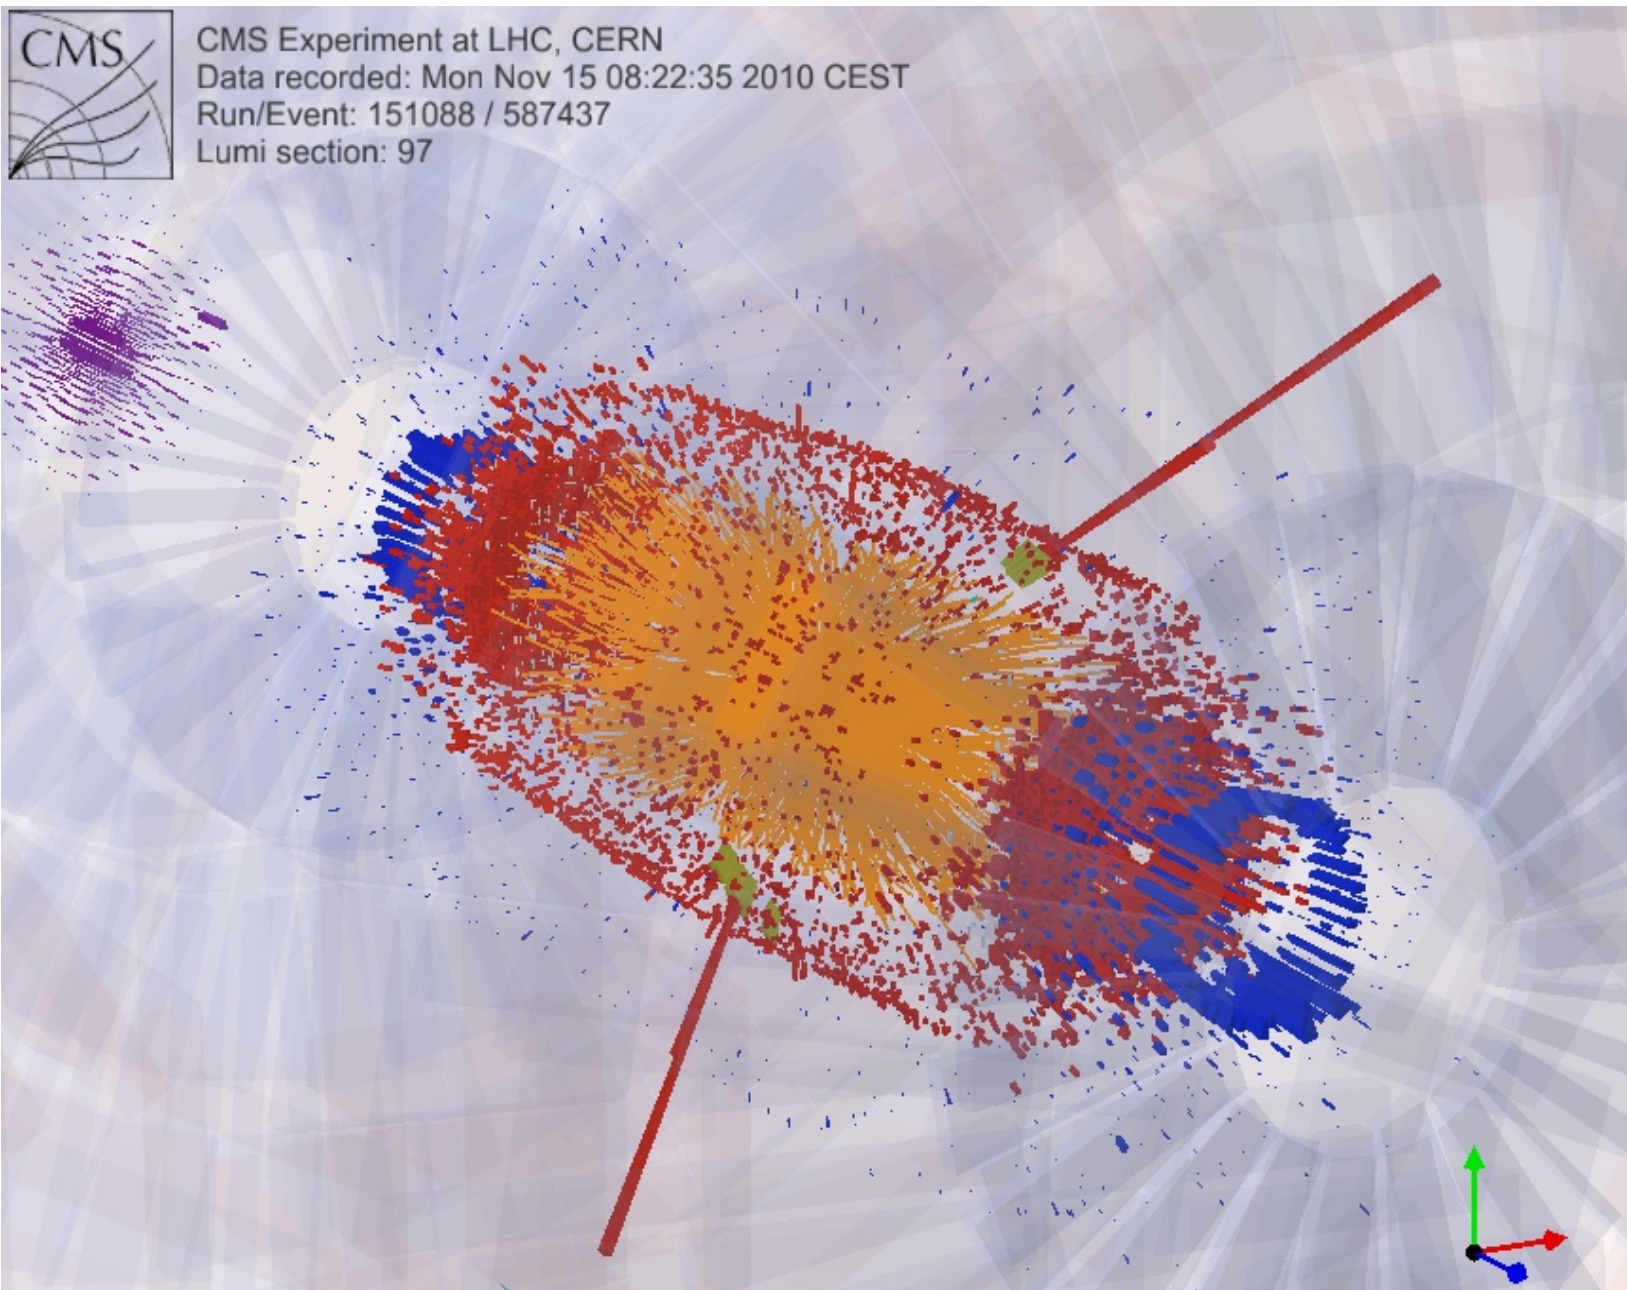 CMS
CMS Experiment at LHC, CERN
Data recorded: Mon Nov 15 08:22:35 2010 CEST
Run/Event: 151088 / 587437
Lumi section: 97